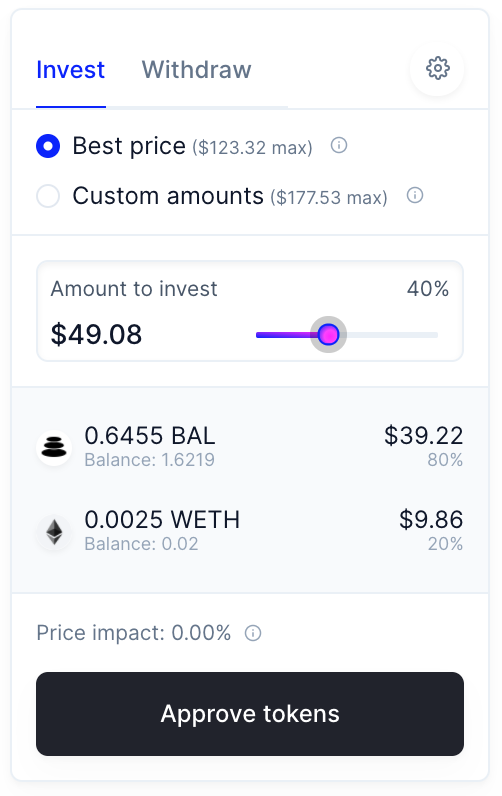 Invest Withdraw
Best price ($123.32 max)
Custom amounts ($177.53 max)
Amount to invest 40%
$49.08
0.6455 BAL $39.22
Balance: 1.6219 80%
0.0025 WETH $9.86
Balance: 0.02 20%
Price impact: 0.00%
Approve tokens